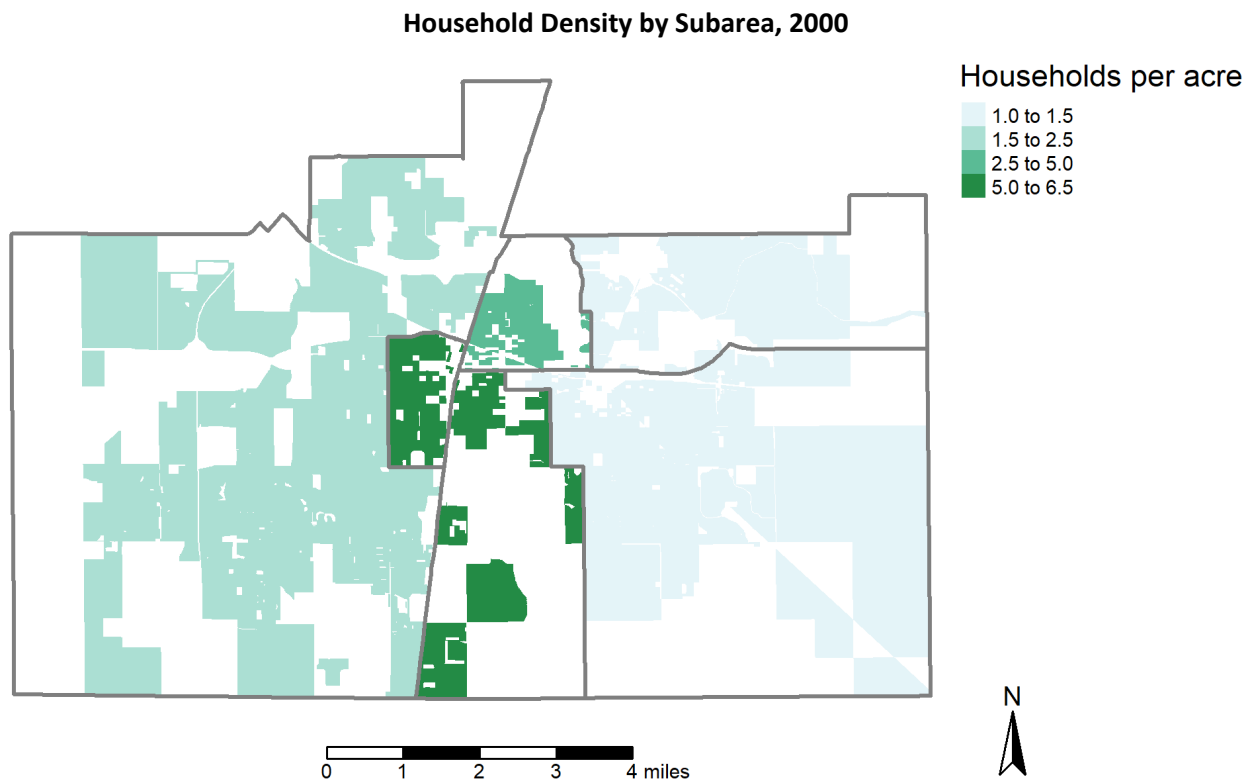 Household Density by Subarea, 2000
Households per acre
1.0 to 1.5
1.5 to 2.5
2.5 to 5.0
5.0 to 6.5
N
0 1 2 3 4 miles